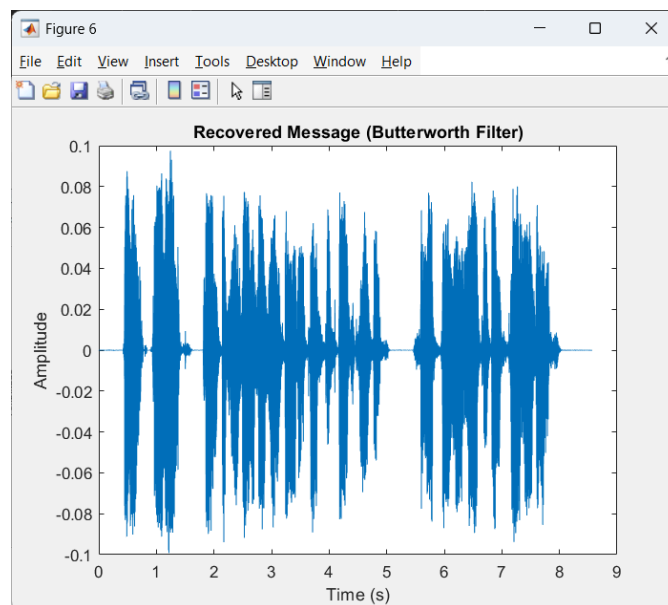 Figure 6
File Edit View Insert Tools Desktop Window Help
Recovered Message (Butterworth Filter)
0.1
0.08
0.06
0.04
0.02
0
-0.02
-0.04
-0.06
-0.08
-0.1
Amplitude
0 1 2 3 4 5 6 7 8 9
Time (s)